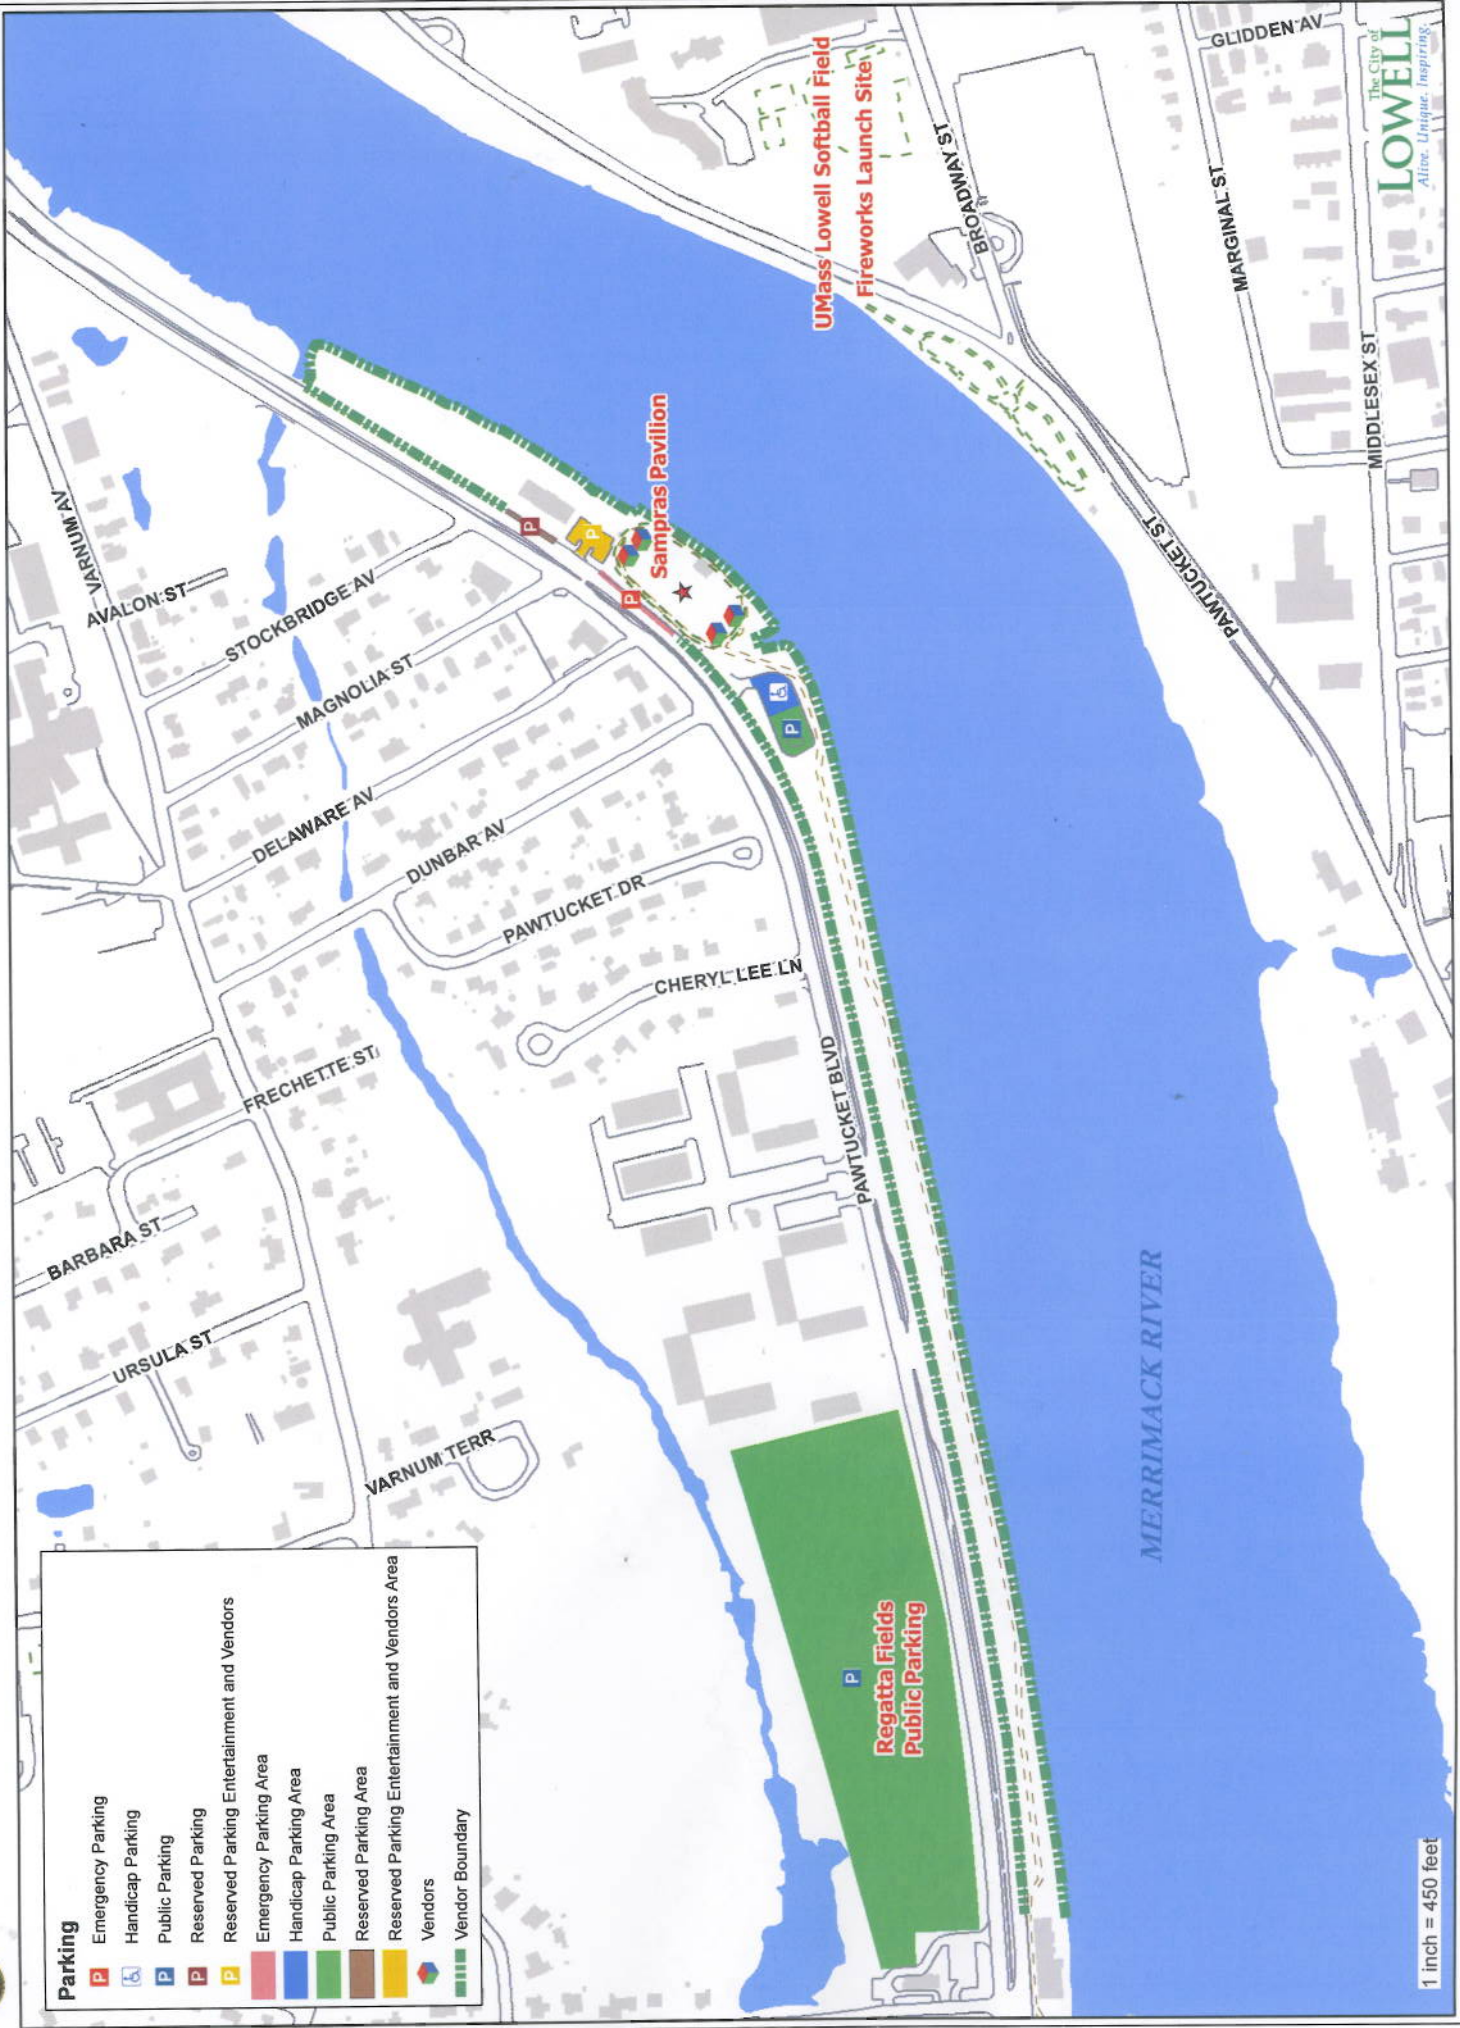 Parking
P Emergency Parking
Handicap Parking
P Public Parking
P Reserved Parking
P Reserved Parking Entertainment and Vendors
Emergency Parking Area
Handicap Parking Area
Public Parking Area
Reserved Parking Area
Reserved Parking Entertainment and Vendors Area
Vendors
Vendor Boundary
URSULA ST
BARBARA ST
VARNUM TERR
FRECHETTE ST
VARNUM AV
AVALON ST
STOCKBRIDGE AV
MAGNOLIA ST
DELAWARE AV
DUNBAR AV
PAWTUCKET DR
CHERYL LEE LN
PAWTUCKET BLVD
P
P
P
Sampras Pavilion
P
P
Regatta Fields
Public Parking
UMass Lowell Softball Field
Fireworks Launch Site
BROADWAY ST
PAWTUCKET ST
MARGINAL ST
GLIDDEN AV
MIDDLESEX ST
MERRIMACK RIVER
1 inch = 450 feet
The City of
LOWELL
Alive. Unique. Inspiring.